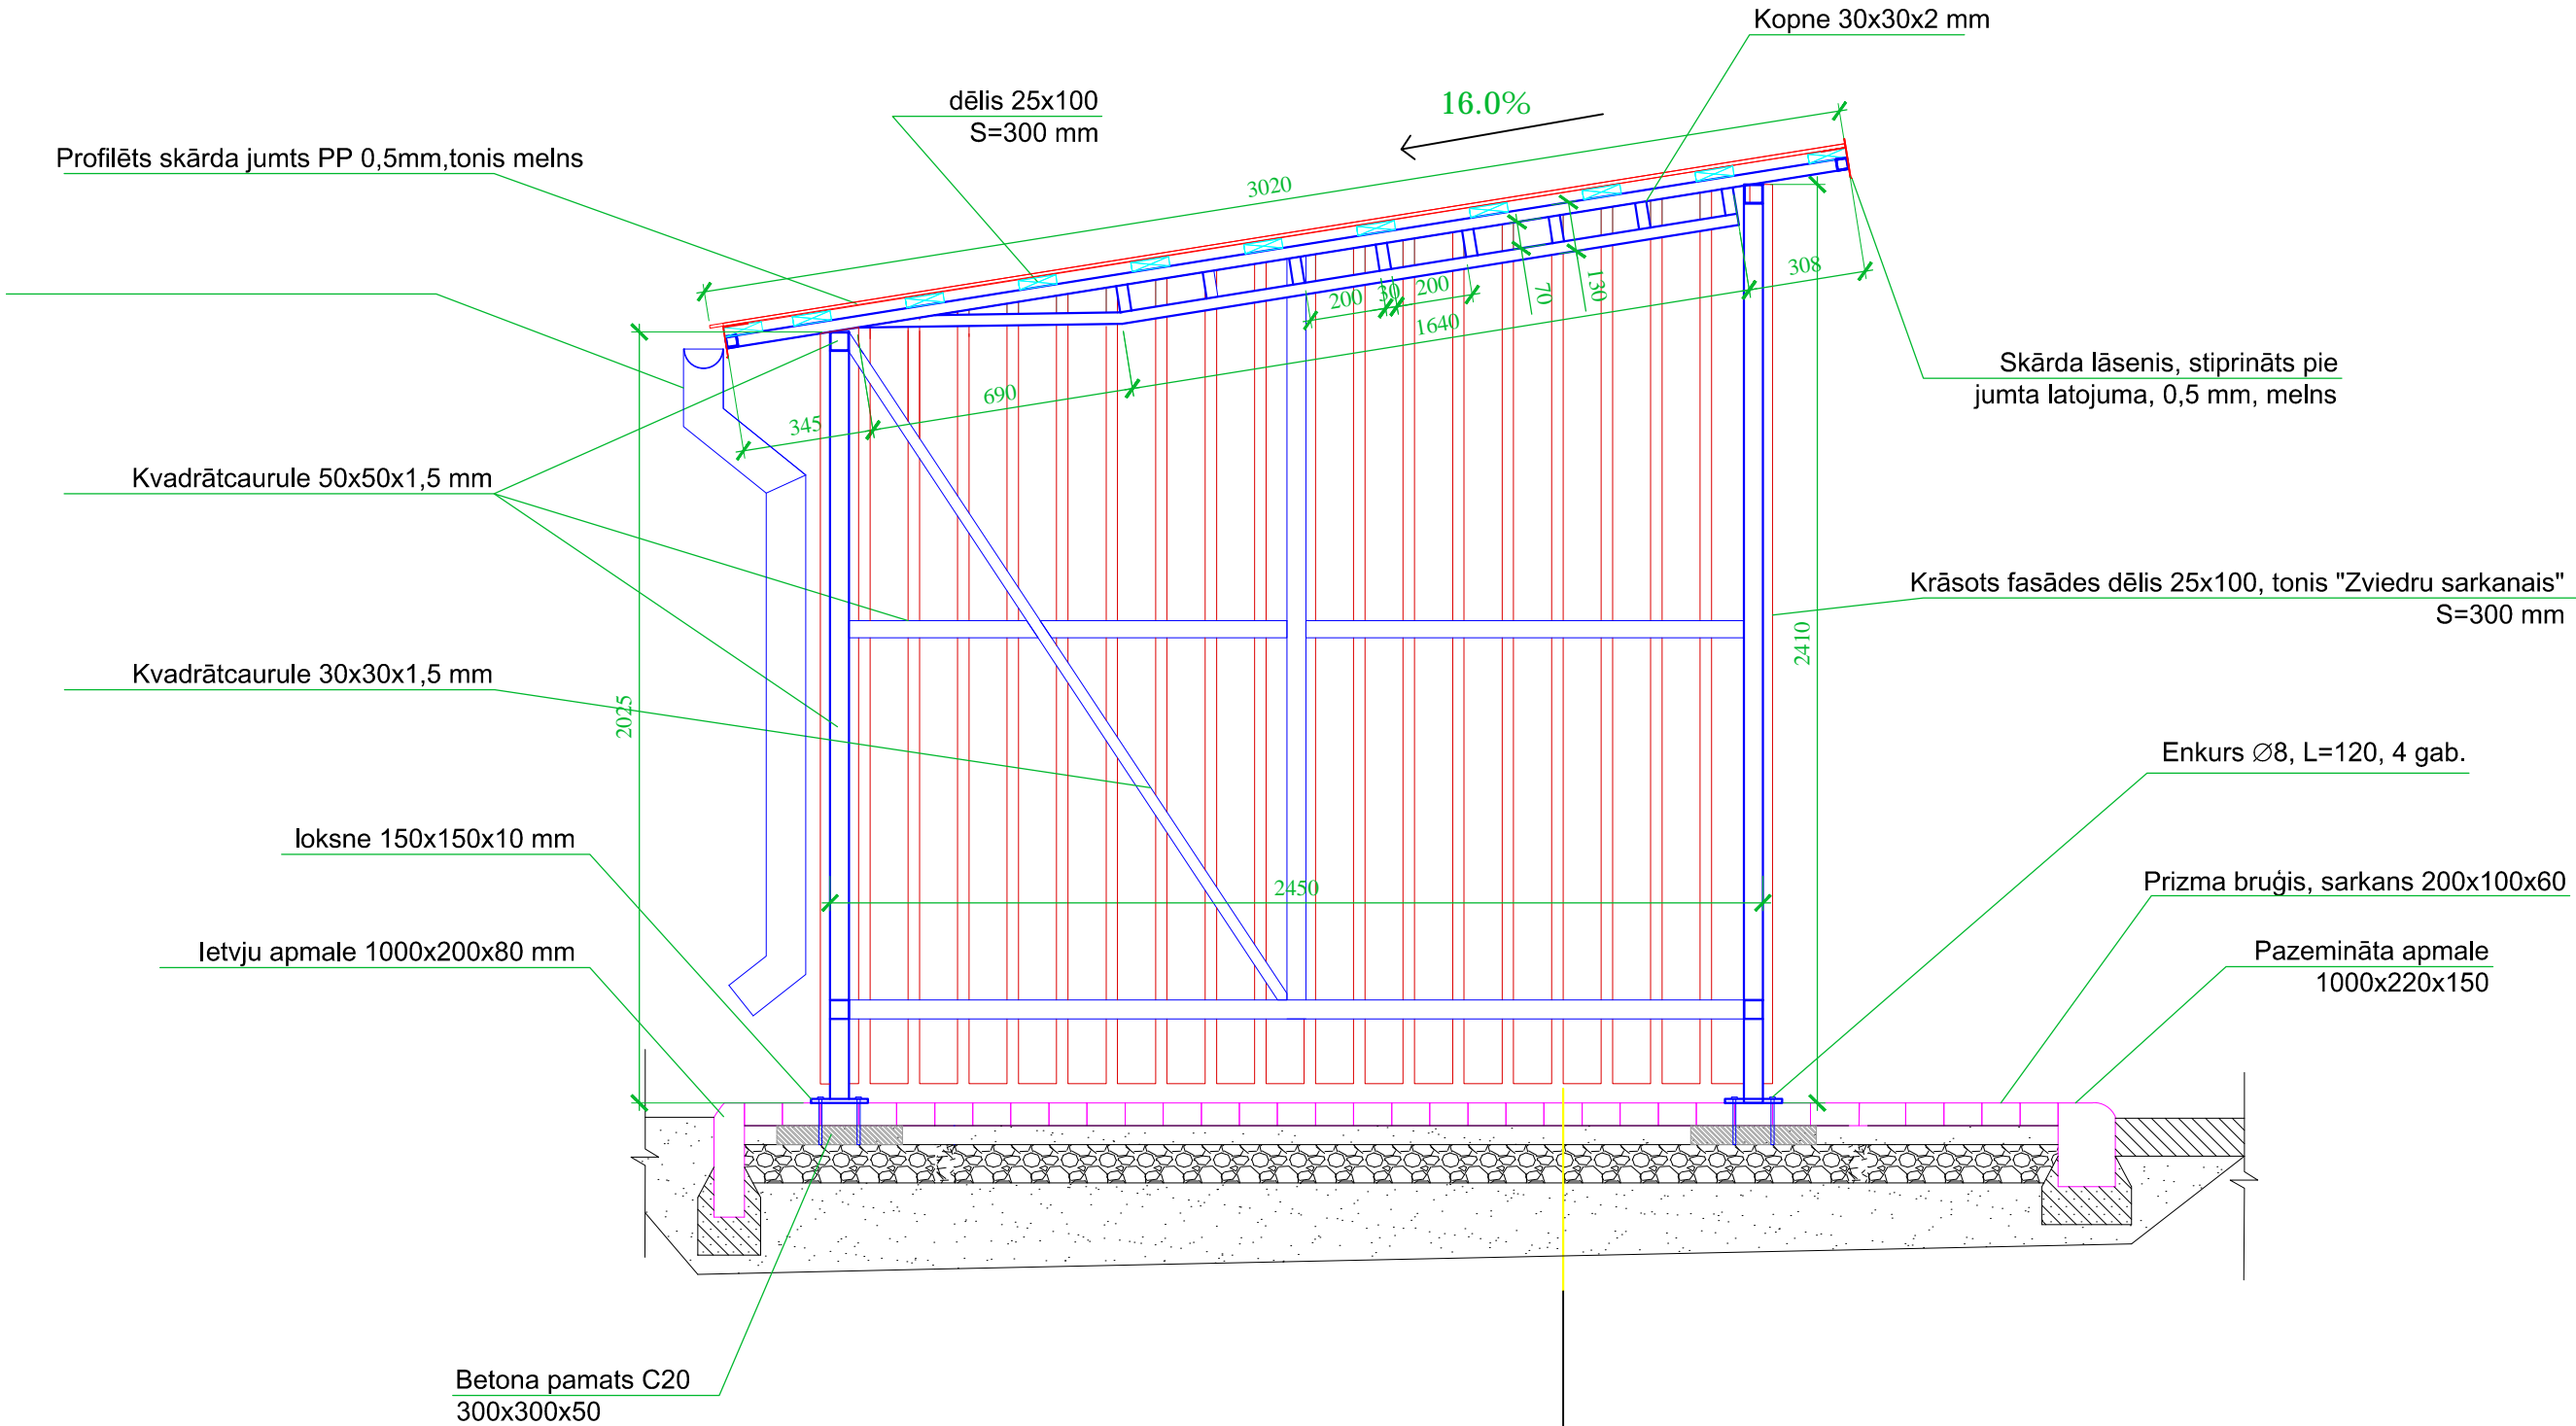 Kopne 30x30x2 mm
dēlis 25x100
S=300 mm
16.0%
Profilēts skārda jumts PP 0,5mm,tonis melns
3020
308
200
30
200
70
130
1640
Skārda lāsenis, stiprināts pie
jumta latojuma, 0,5 mm, melns
690
345
Kvadrātcaurule 50x50x1,5 mm
Krāsots fasādes dēlis 25x100, tonis "Zviedru sarkanais"
S=300 mm
2410
Kvadrātcaurule 30x30x1,5 mm
2025
Enkurs ∅8, L=120, 4 gab.
loksne 150x150x10 mm
2450
Prizma bruģis, sarkans 200x100x60
Ietvju apmale 1000x200x80 mm
Pazemināta apmale
1000x220x150
Betona pamats C20
300x300x50